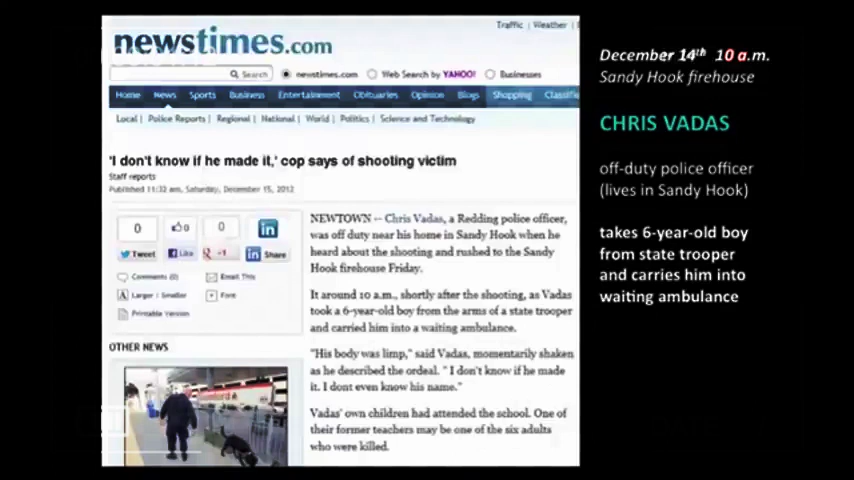 Traffic | Weather |
newstimes.com
Search newstimes.com Web Search by YAHOO! Businesses
Home News Sports Business Entertainment Obituaries Opinion Blogs Shopping
Local | Police Reports | Regional | National | World | Politics | Science and Technology
'I don't know if he made it,' cop says of shooting victim
Staff reports
Published 11:32 am, Saturday, December 15, 2012
0 0 0
Tweet Like +1 Share
Comments (0) Email This
Larger | Smaller Font
Printable Version
OTHER NEWS
NEWTOWN -- Chris Vadas, a Redding police officer,
was off duty near his home in Sandy Hook when he
heard about the shooting and rushed to the Sandy
Hook firehouse Friday.
It around 10 a.m., shortly after the shooting, as Vadas
took a 6-year-old boy from the arms of a state trooper
and carried him into a waiting ambulance.
"His body was limp," said Vadas, momentarily shaken
as he described the ordeal. " I don't know if he made
it. I dont even know his name."
Vadas' own children had attended the school. One of
their former teachers may be one of the six adults
who were killed.
December 14th 10 a.m.
Sandy Hook firehouse
CHRIS VADAS
off-duty police officer
(lives in Sandy Hook)
takes 6-year-old boy
from state trooper
and carries him into
waiting ambulance